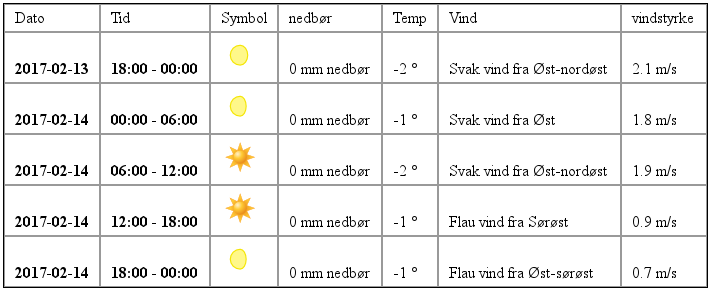 Dato Tid Symbol nedbør Temp Vind vindstyrke
2017-02-13 18:00 - 00:00 0 mm nedbør -2 ° Svak vind fra Øst-nordøst 2.1 m/s
2017-02-14 00:00 - 06:00 0 mm nedbør -1 ° Svak vind fra Øst 1.8 m/s
2017-02-14 06:00 - 12:00 0 mm nedbør -2 ° Svak vind fra Øst-nordøst 1.9 m/s
2017-02-14 12:00 - 18:00 0 mm nedbør -1 ° Flau vind fra Sørøst 0.9 m/s
2017-02-14 18:00 - 00:00 0 mm nedbør -1 ° Flau vind fra Øst-sørøst 0.7 m/s